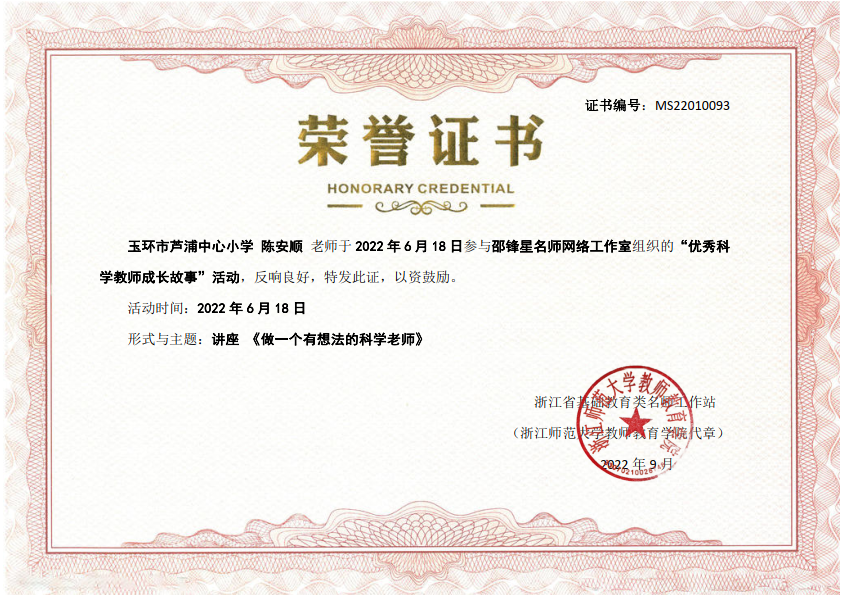 证书编号：MS22010093
荣誉证书
HONORARY CREDENTIAL
玉环市芦浦中心小学 陈安顺 老师于 2022 年 6 月 18 日参与邵锋星名师网络工作室组织的“优秀科
学教师成长故事”活动，反响良好，特发此证，以资鼓励。
活动时间：2022 年 6 月 18 日
形式与主题：讲座 《做一个有想法的科学老师》
浙江省基础教育类名师工作站
（浙江师范大学教师教育学院代章）
2022 年 9 月
浙江师范大学教师教育学院